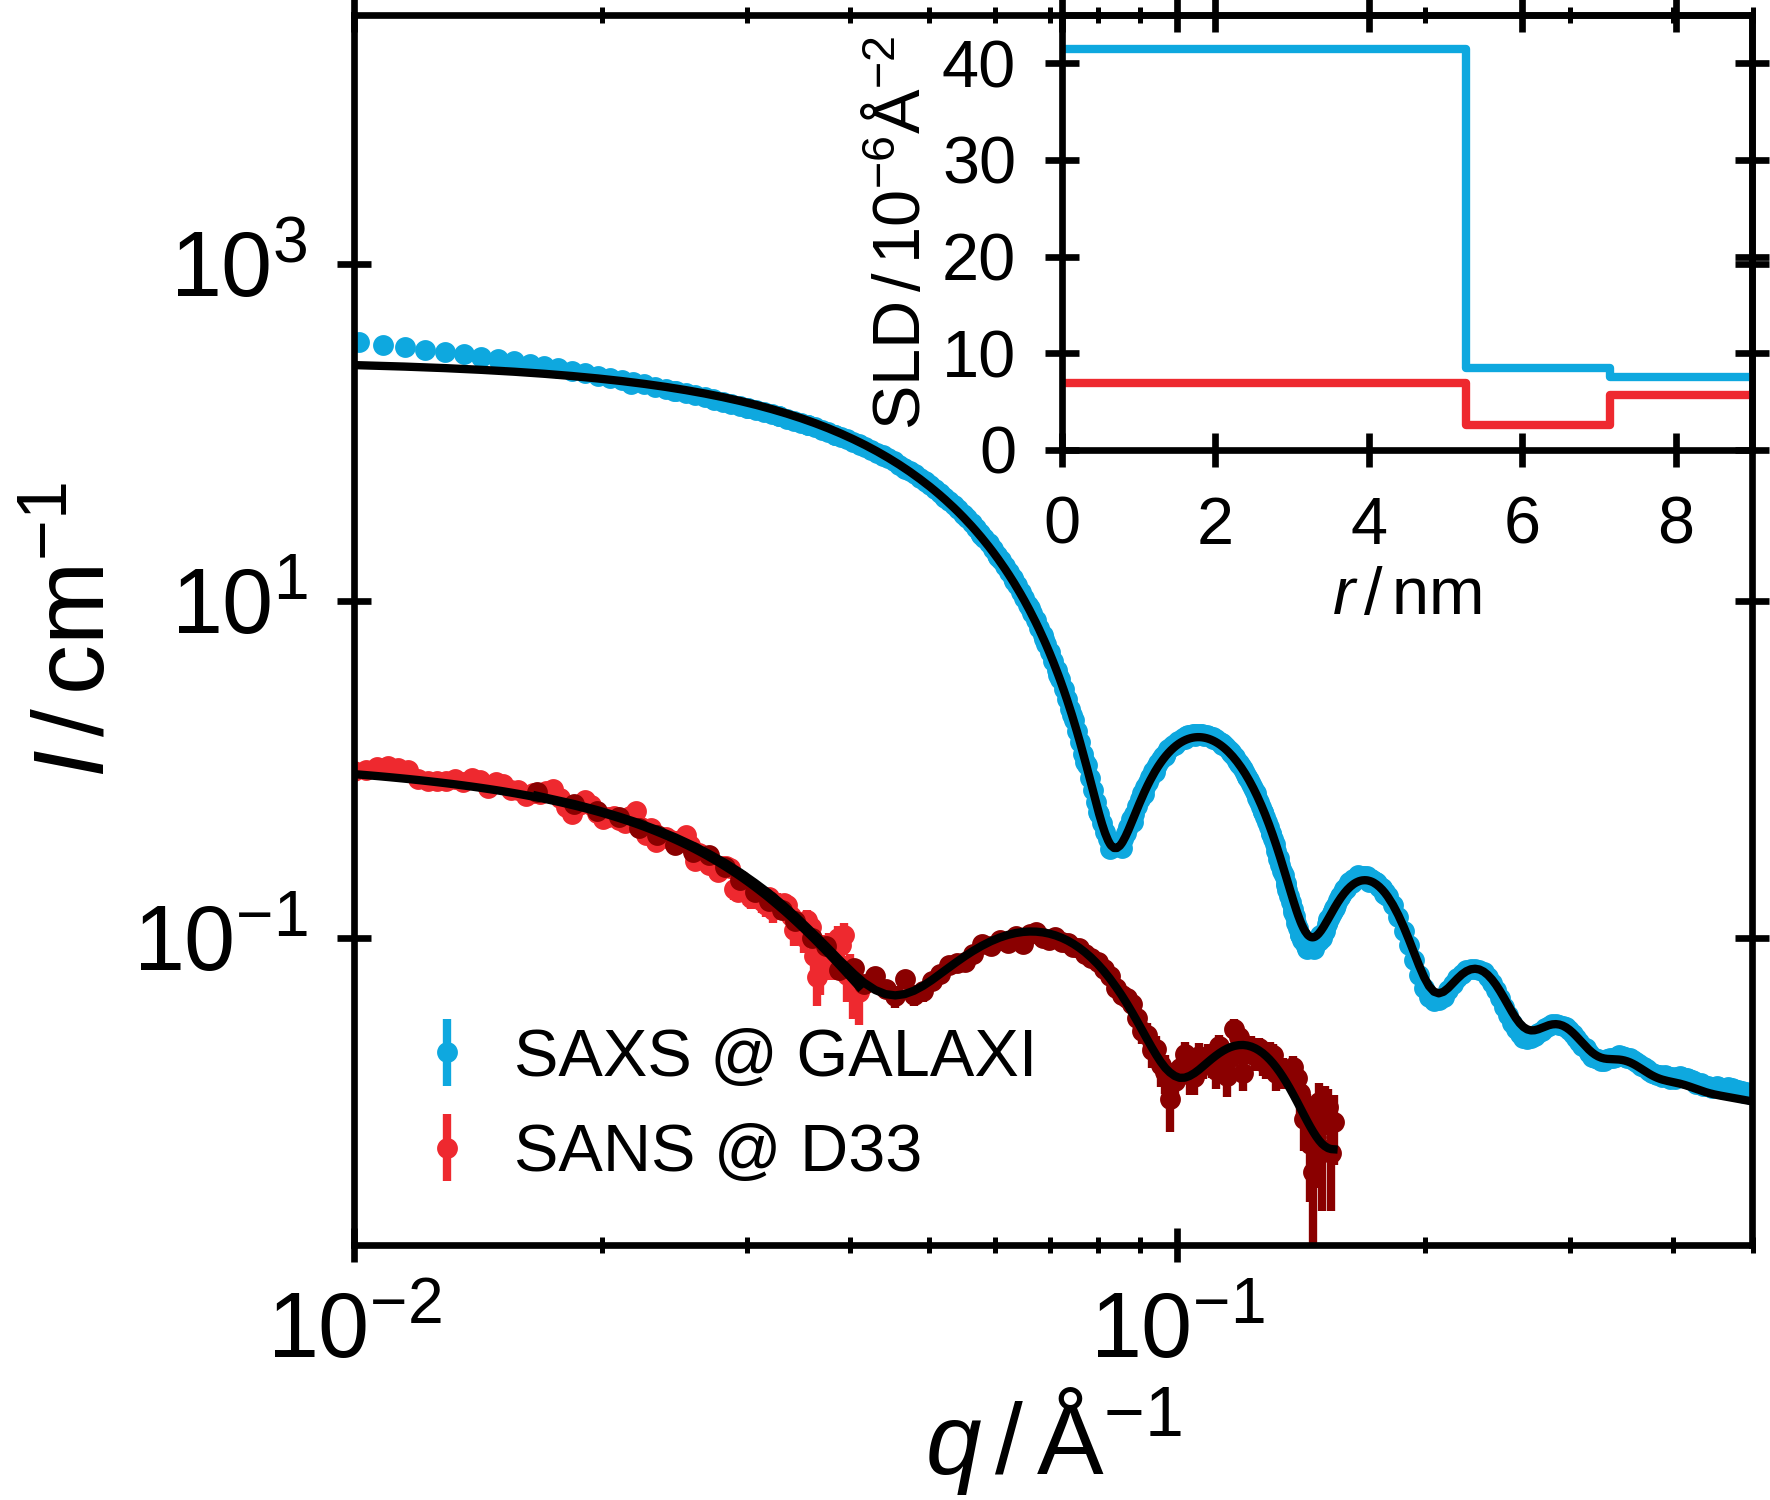 40
30
20
10
0
SLD / 10⁻⁶ Å⁻²
0 2 4 6 8
r / nm
10³
10¹
10⁻¹
I / cm⁻¹
SAXS @ GALAXI
SANS @ D33
10⁻² 10⁻¹
q / Å⁻¹